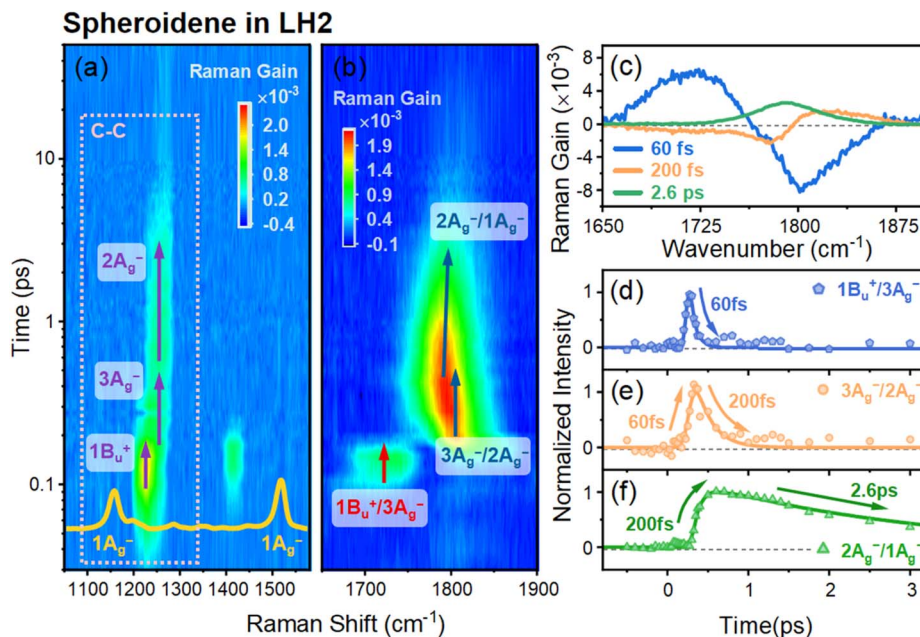 Spheroidene in LH2
(a)
Raman Gain
×10⁻³
2.0
1.4
0.8
0.2
-0.4
C-C
2Ag⁻
3Ag⁻
1Bu⁺
1Ag⁻
1Ag⁻
10
1
0.1
Time (ps)
1100 1200 1300 1400 1500
(b)
Raman Gain
×10⁻³
1.9
1.4
0.9
0.4
-0.1
2Ag⁻/1Ag⁻
3Ag⁻/2Ag⁻
1Bu⁺/3Ag⁻
1700 1800 1900
Raman Shift (cm⁻¹)
(c)
Raman Gain (×10⁻³)
8
4
0
-4
-8
60 fs
200 fs
2.6 ps
1650 1725 1800 1875
Wavenumber (cm⁻¹)
Normalized Intensity
(d)
1
0
60fs
1Bu⁺/3Ag⁻
(e)
1
0
60fs
200fs
3Ag⁻/2Ag⁻
(f)
1
0
200fs
2.6ps
2Ag⁻/1Ag⁻
0 1 2 3
Time(ps)